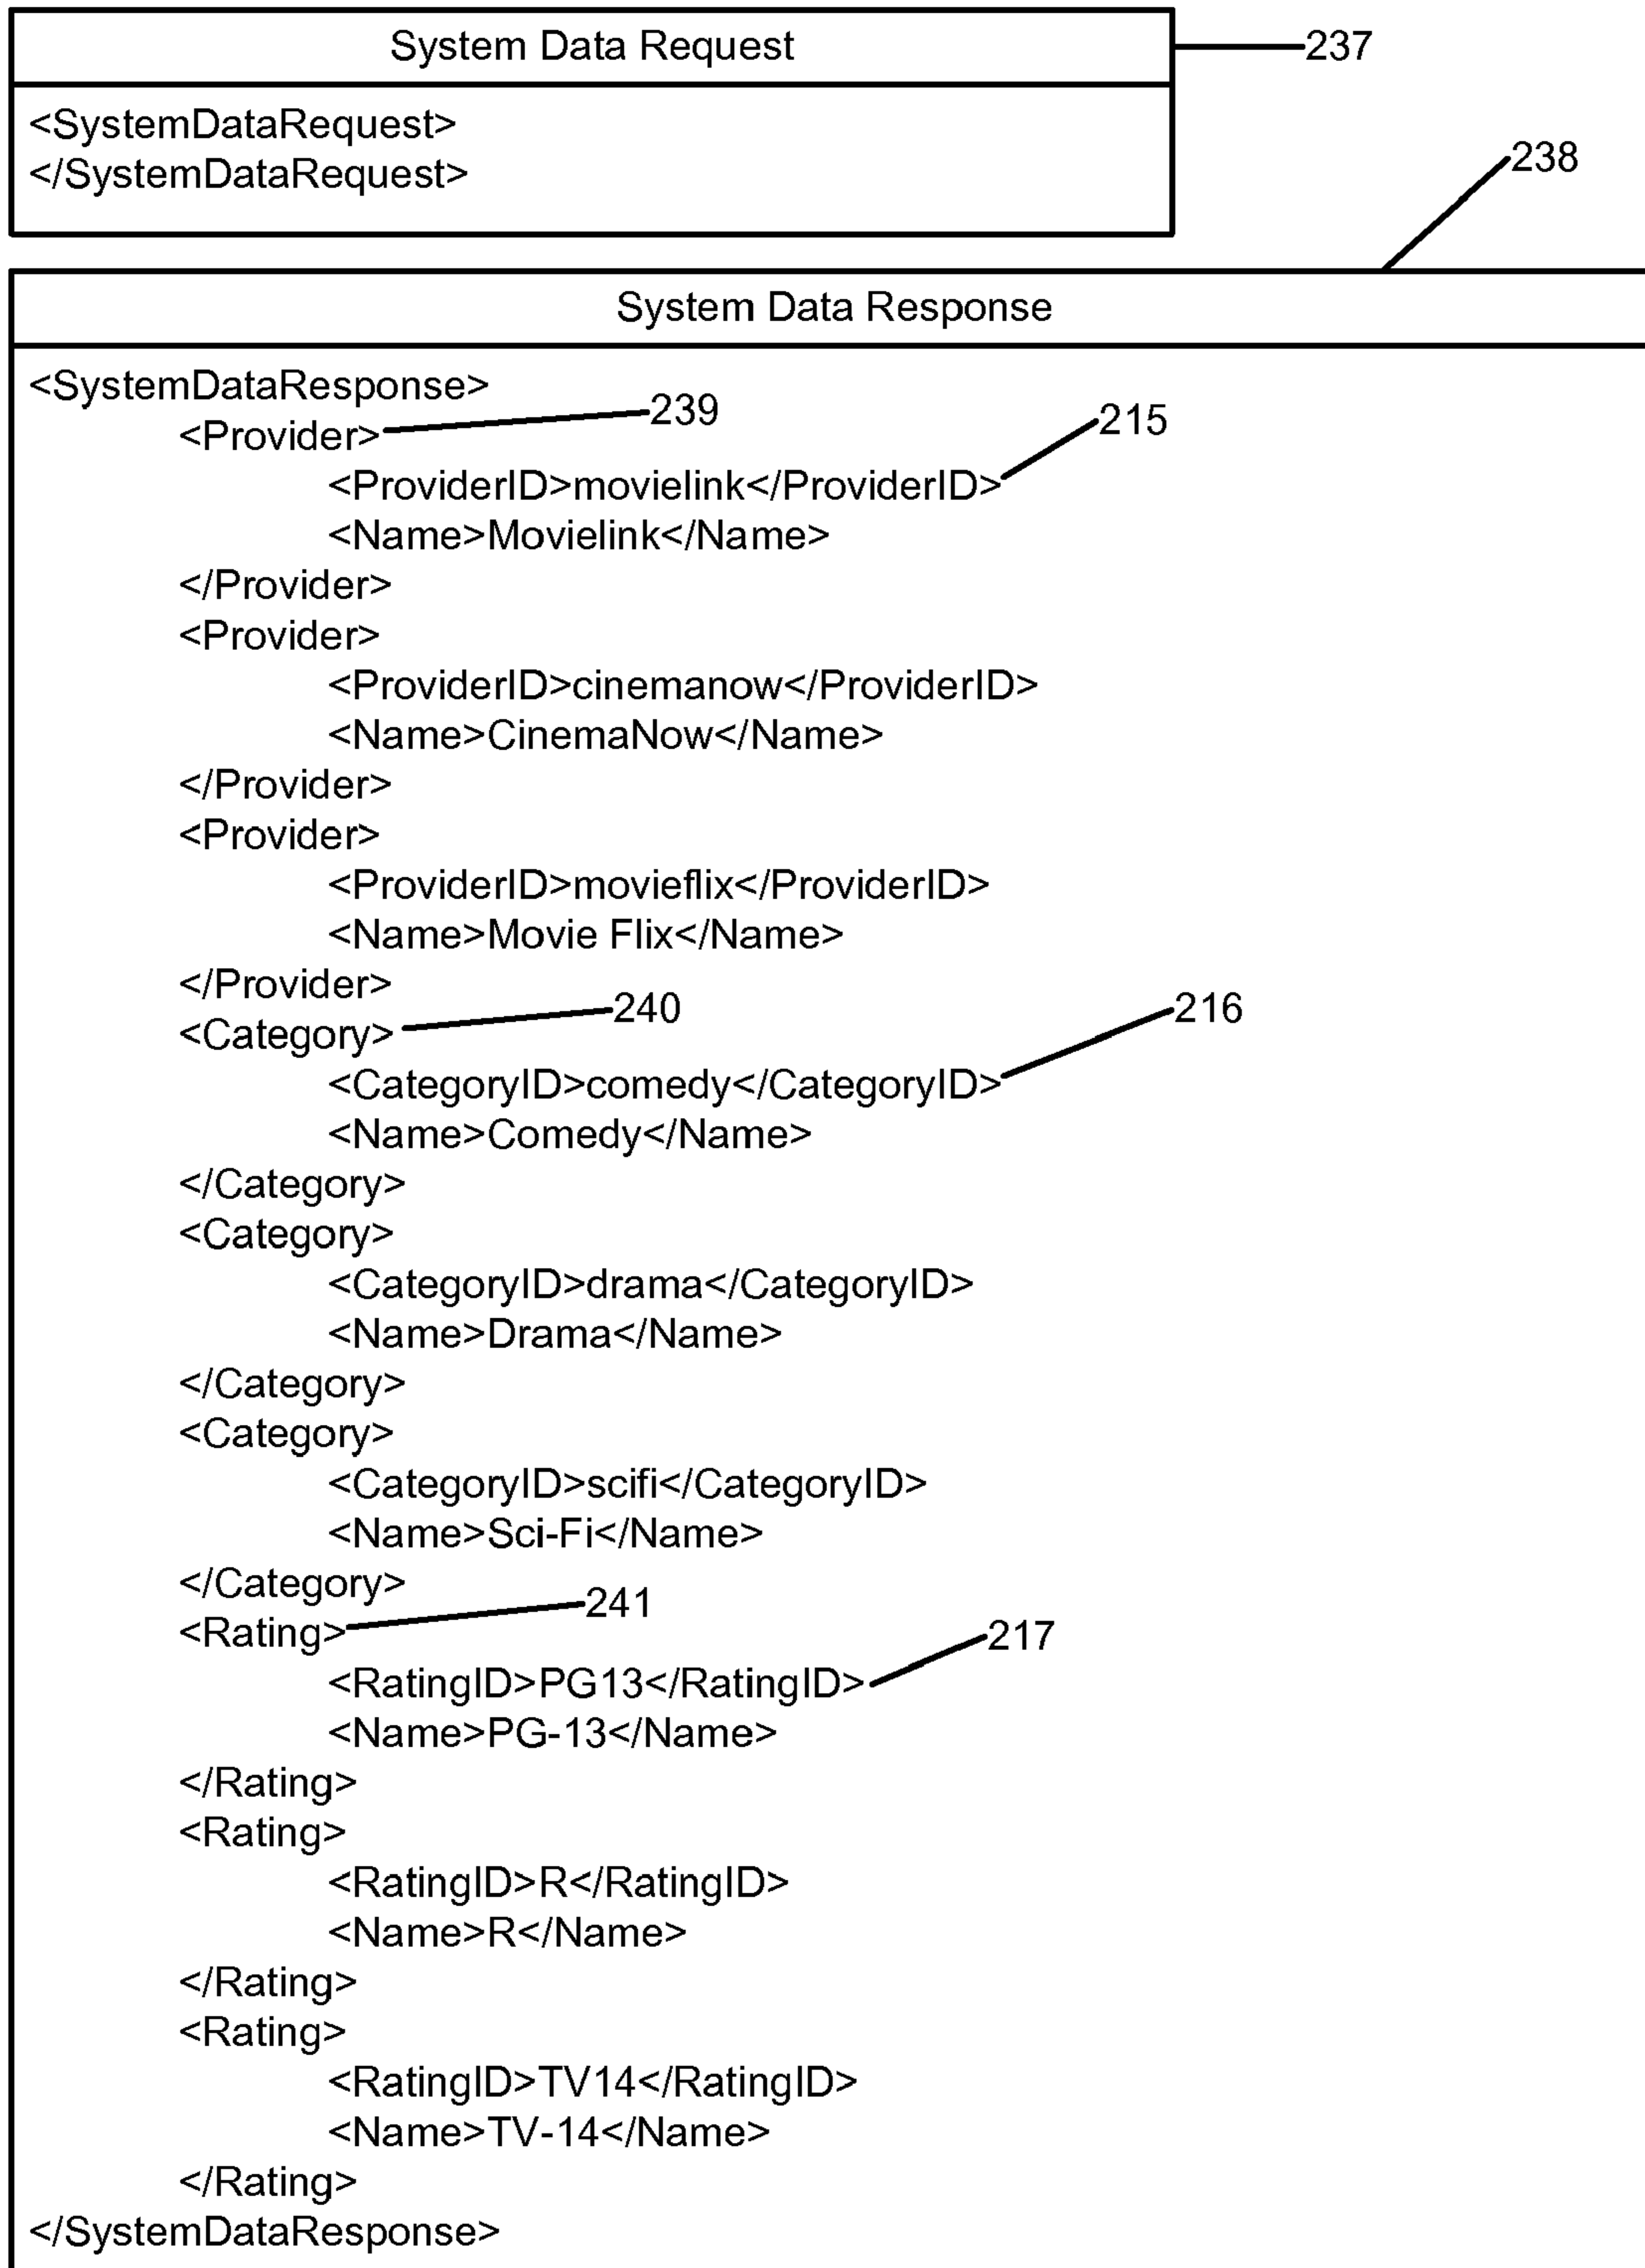 System Data Request
237
<SystemDataRequest>
</SystemDataRequest>
238
System Data Response
<SystemDataResponse>
<Provider> 239
<ProviderID>movielink</ProviderID> 215
<Name>Movielink</Name>
</Provider>
<Provider>
<ProviderID>cinemanow</ProviderID>
<Name>CinemaNow</Name>
</Provider>
<Provider>
<ProviderID>movieflix</ProviderID>
<Name>Movie Flix</Name>
</Provider>
<Category> 240
<CategoryID>comedy</CategoryID> 216
<Name>Comedy</Name>
</Category>
<Category>
<CategoryID>drama</CategoryID>
<Name>Drama</Name>
</Category>
<Category>
<CategoryID>scifi</CategoryID>
<Name>Sci-Fi</Name>
</Category>
<Rating> 241
<RatingID>PG13</RatingID> 217
<Name>PG-13</Name>
</Rating>
<Rating>
<RatingID>R</RatingID>
<Name>R</Name>
</Rating>
<Rating>
<RatingID>TV14</RatingID>
<Name>TV-14</Name>
</Rating>
</SystemDataResponse>